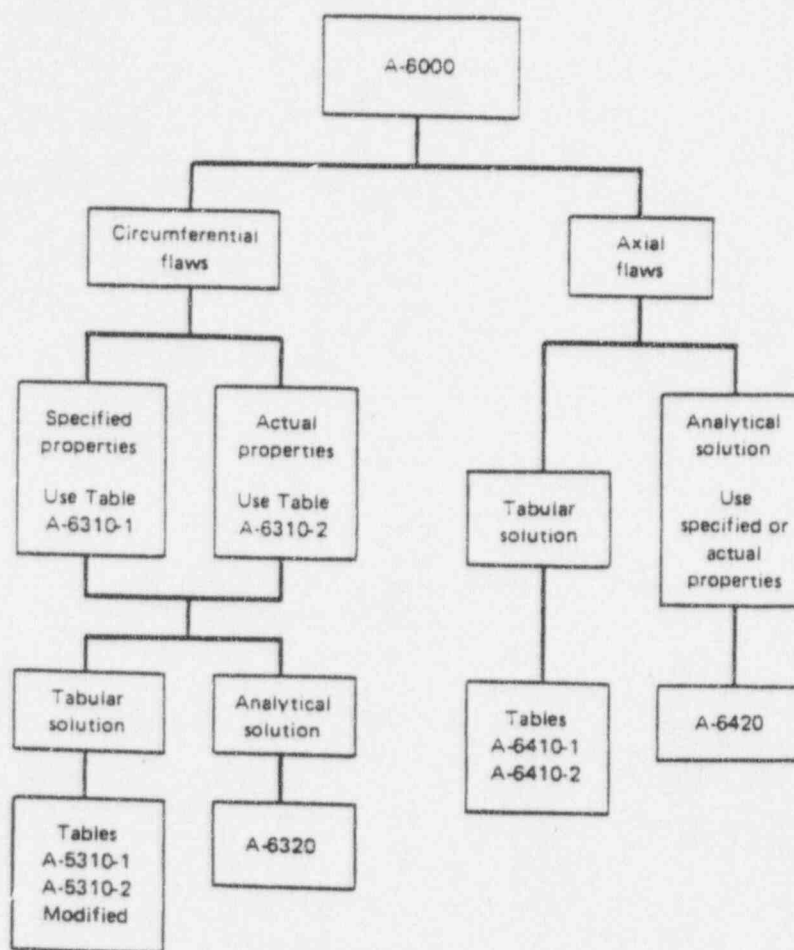 A-6000
Circumferential
flaws
Axial
flaws
Specified
properties
Use Table
A-6310-1
Actual
properties
Use Table
A-6310-2
Tabular
solution
Analytical
solution
Use
specified or
actual
properties
Tabular
solution
Analytical
solution
Tables
A-6410-1
A-6410-2
A-6420
Tables
A-5310-1
A-5310-2
Modified
A-6320